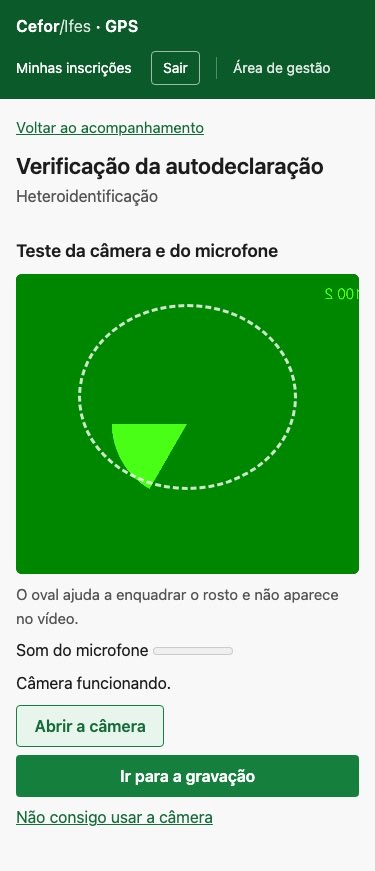 Cefor/Ifes · GPS
Minhas inscrições
Sair
Área de gestão
Voltar ao acompanhamento
Verificação da autodeclaração
Heteroidentificação
Teste da câmera e do microfone
O oval ajuda a enquadrar o rosto e não aparece
no vídeo.
Som do microfone
Câmera funcionando.
Abrir a câmera
Ir para a gravação
Não consigo usar a câmera